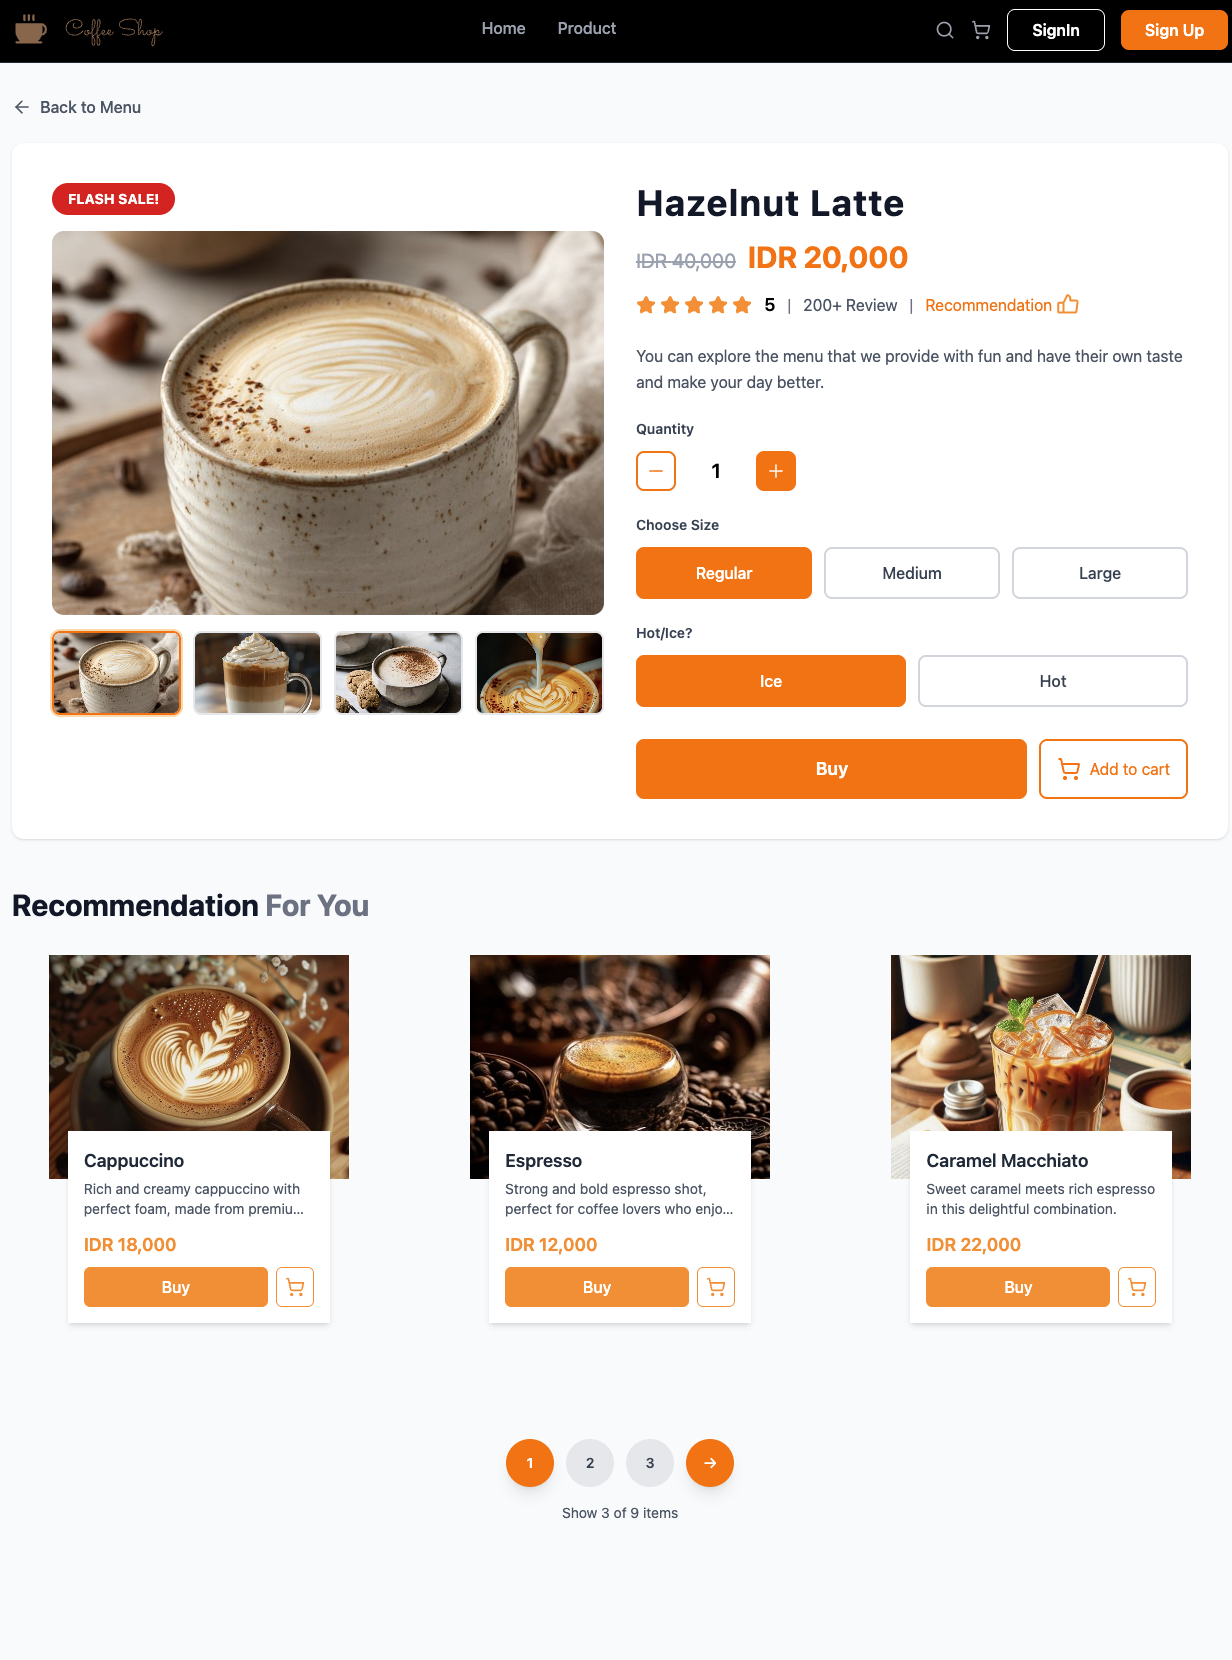 Coffee Shop
Home
Product
SignIn
Sign Up
Back to Menu
FLASH SALE!
Hazelnut Latte
IDR 40,000 IDR 20,000
5 | 200+ Review | Recommendation
You can explore the menu that we provide with fun and have their own taste
and make your day better.
Quantity
1
Choose Size
Regular
Medium
Large
Hot/Ice?
Ice
Hot
Buy
Add to cart
Recommendation For You
Cappuccino
Rich and creamy cappuccino with
perfect foam, made from premiu...
IDR 18,000
Buy
Espresso
Strong and bold espresso shot,
perfect for coffee lovers who enjo...
IDR 12,000
Buy
Caramel Macchiato
Sweet caramel meets rich espresso
in this delightful combination.
IDR 22,000
Buy
1
2
3
Show 3 of 9 items